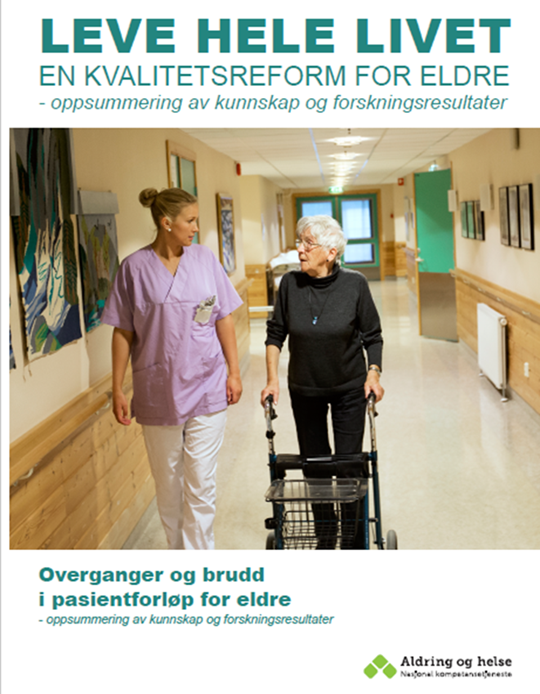 LEVE HELE LIVET
EN KVALITETSREFORM FOR ELDRE
- oppsummering av kunnskap og forskningsresultater
Overganger og brudd
i pasientforløp for eldre
- oppsummering av kunnskap og forskningsresultater
Aldring og helse
Nasjonal kompetansetjeneste